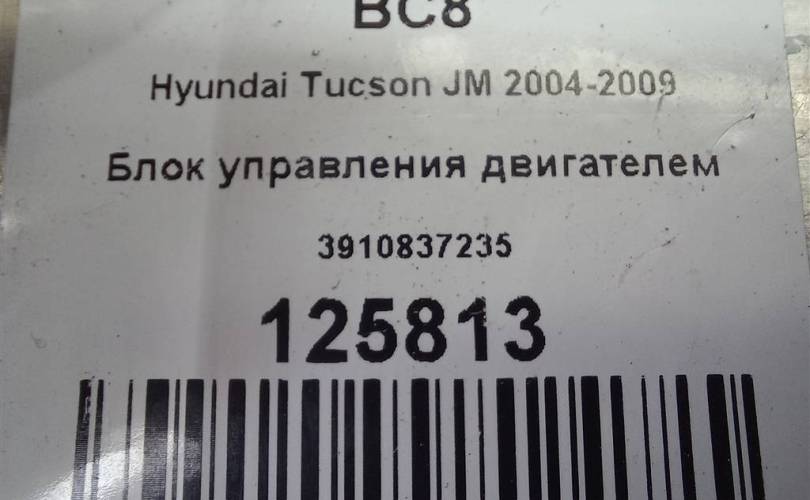 BC8
Hyundai Tucson JM 2004-2009
Блок управления двигателем
3910837235
125813